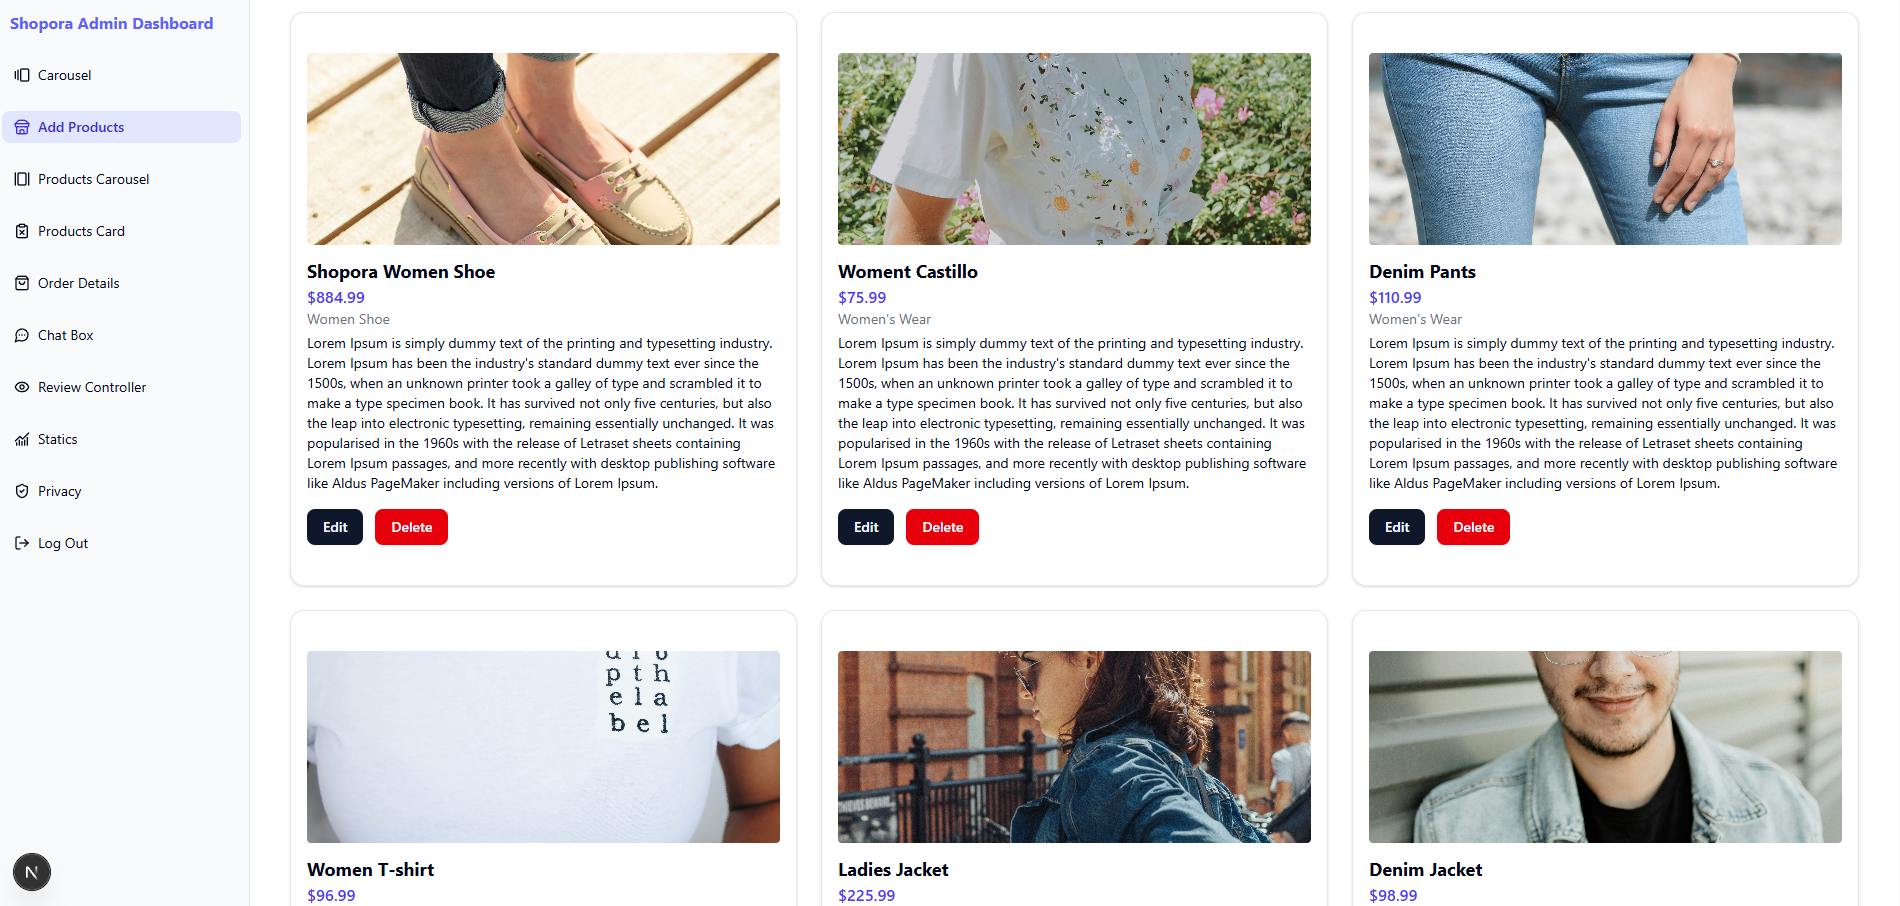 Shopora Admin Dashboard
Carousel
Add Products
Products Carousel
Products Card
Order Details
Chat Box
Review Controller
Statics
Privacy
Log Out
N
Shopora Women Shoe
$884.99
Women Shoe
Lorem Ipsum is simply dummy text of the printing and typesetting industry.
Lorem Ipsum has been the industry's standard dummy text ever since the
1500s, when an unknown printer took a galley of type and scrambled it to
make a type specimen book. It has survived not only five centuries, but also
the leap into electronic typesetting, remaining essentially unchanged. It was
popularised in the 1960s with the release of Letraset sheets containing
Lorem Ipsum passages, and more recently with desktop publishing software
like Aldus PageMaker including versions of Lorem Ipsum.
Edit
Delete
Woment Castillo
$75.99
Women's Wear
Lorem Ipsum is simply dummy text of the printing and typesetting industry.
Lorem Ipsum has been the industry's standard dummy text ever since the
1500s, when an unknown printer took a galley of type and scrambled it to
make a type specimen book. It has survived not only five centuries, but also
the leap into electronic typesetting, remaining essentially unchanged. It was
popularised in the 1960s with the release of Letraset sheets containing
Lorem Ipsum passages, and more recently with desktop publishing software
like Aldus PageMaker including versions of Lorem Ipsum.
Edit
Delete
Denim Pants
$110.99
Women's Wear
Lorem Ipsum is simply dummy text of the printing and typesetting industry.
Lorem Ipsum has been the industry's standard dummy text ever since the
1500s, when an unknown printer took a galley of type and scrambled it to
make a type specimen book. It has survived not only five centuries, but also
the leap into electronic typesetting, remaining essentially unchanged. It was
popularised in the 1960s with the release of Letraset sheets containing
Lorem Ipsum passages, and more recently with desktop publishing software
like Aldus PageMaker including versions of Lorem Ipsum.
Edit
Delete
p t h
e l a
b e l
Women T-shirt
$96.99
THIEVES BEWARE
Ladies Jacket
$225.99
Denim Jacket
$98.99